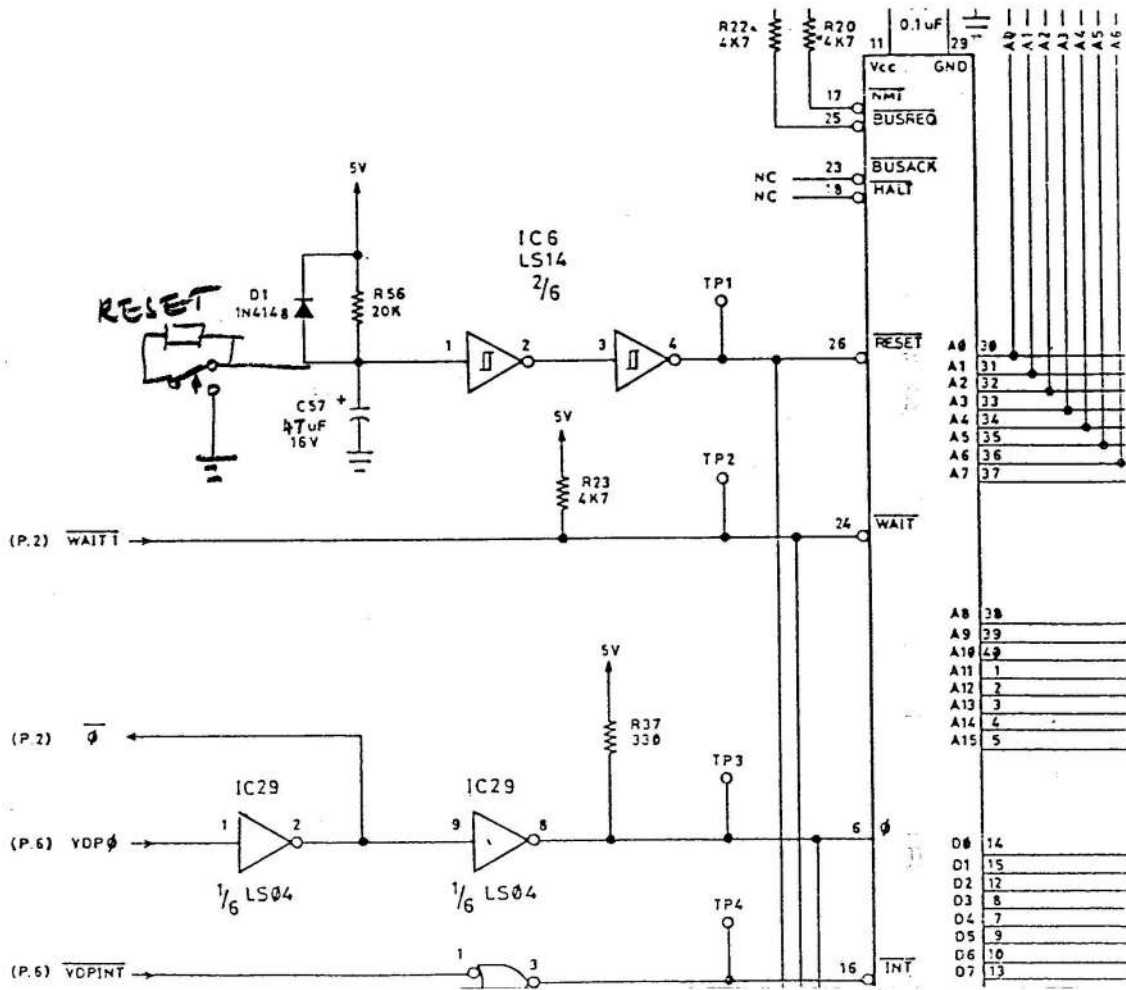 R22
4K7
R20
4K7
11
0.1uF
29
A0 A1 A2 A3 A4 A5 A6
Vcc GND
17 NMI
25 BUSREQ
NC 23 BUSACK
NC 18 HALT
5V
IC6
LS14
2/6
RESET
D1
1N4148
R56
20K
TP1
1 2 3 4 26 RESET
C57 +
47uF
16V
A0 30
A1 31
A2 32
A3 33
A4 34
A5 35
A6 36
A7 37
5V
R23
4K7
TP2
(P.2) WAIT1 24 WAIT
A8 38
A9 39
A10 40
A11 1
A12 2
A13 3
A14 4
A15 5
5V
R37
330
(P.2) ø
TP3
IC29 IC29
(P.6) VDPø 1 2 9 8 6 ø
1/6 LS04 1/6 LS04
D0 14
D1 15
D2 12
D3 8
D4 7
D5 9
D6 10
D7 13
TP4
(P.6) VDPINT 1 3 16 INT